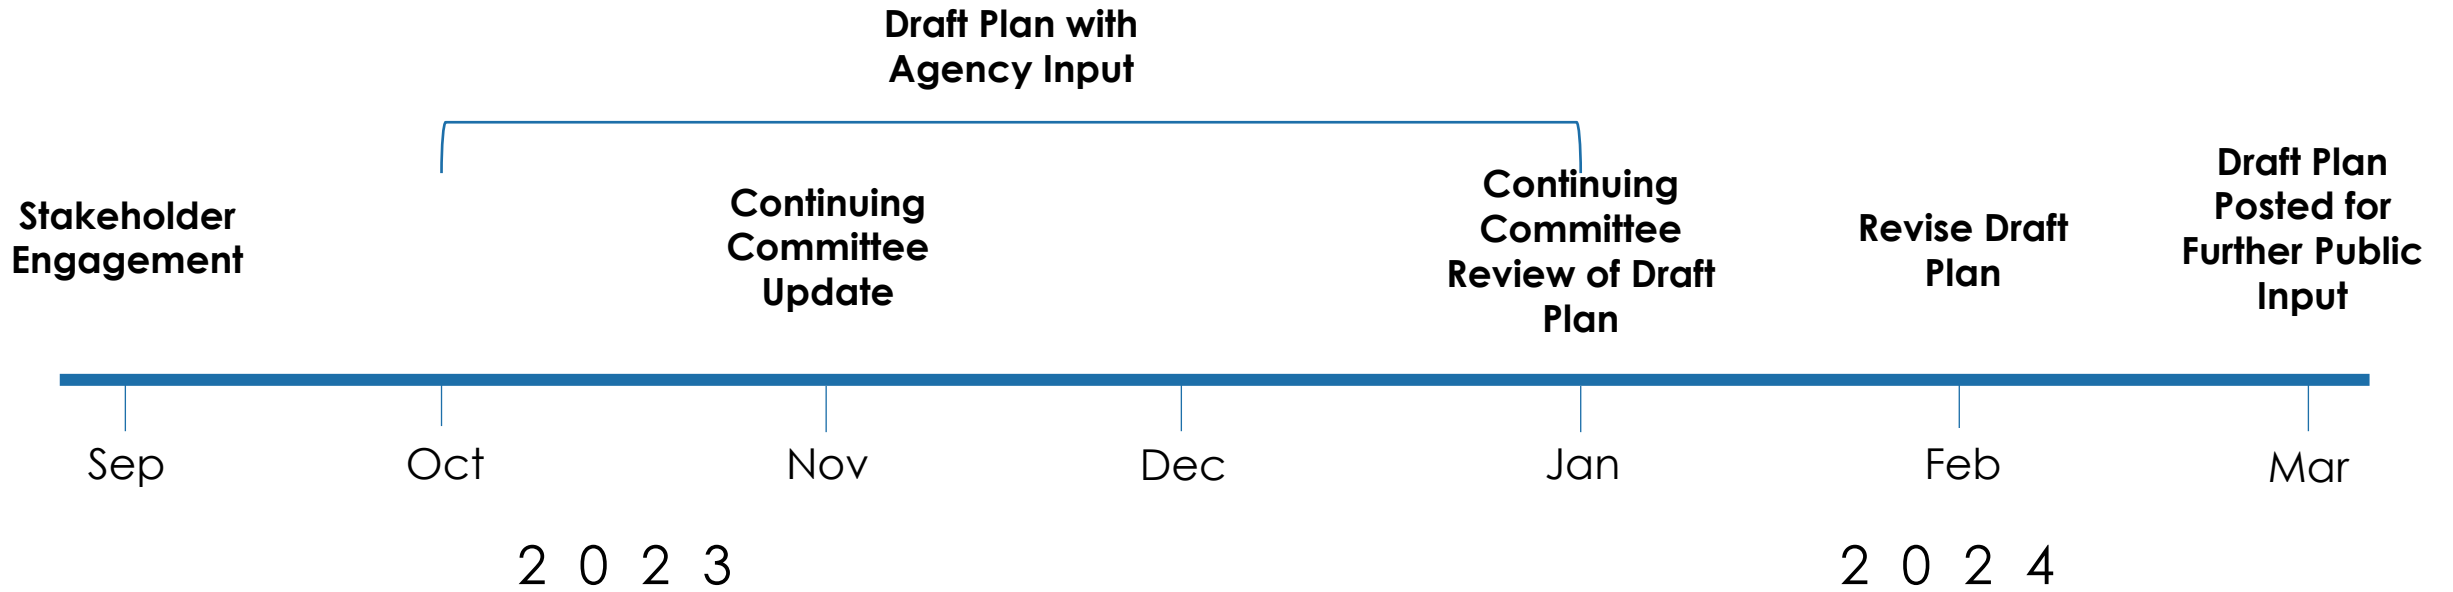 Draft Plan with
Agency Input
Stakeholder
Engagement
Continuing
Committee
Update
Continuing
Committee
Review of Draft
Plan
Revise Draft
Plan
Draft Plan
Posted for
Further Public
Input
Sep
Oct
Nov
Dec
Jan
Feb
Mar
2 0 2 3
2 0 2 4